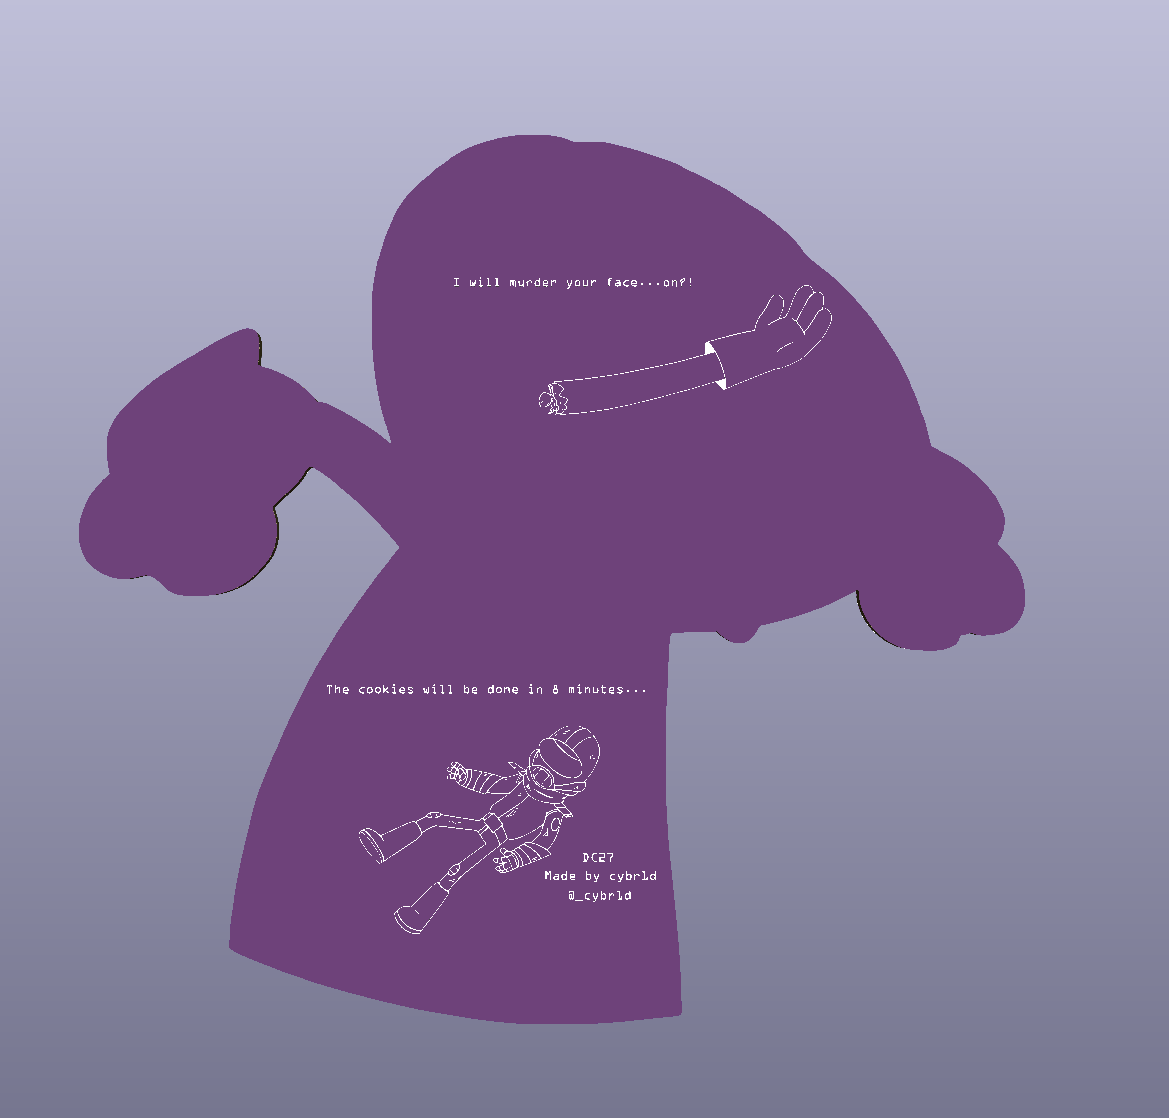 I will murder your face...on?!
The cookies will be done in 8 minutes...
DC27
Made by cybr1d
@_cybr1d